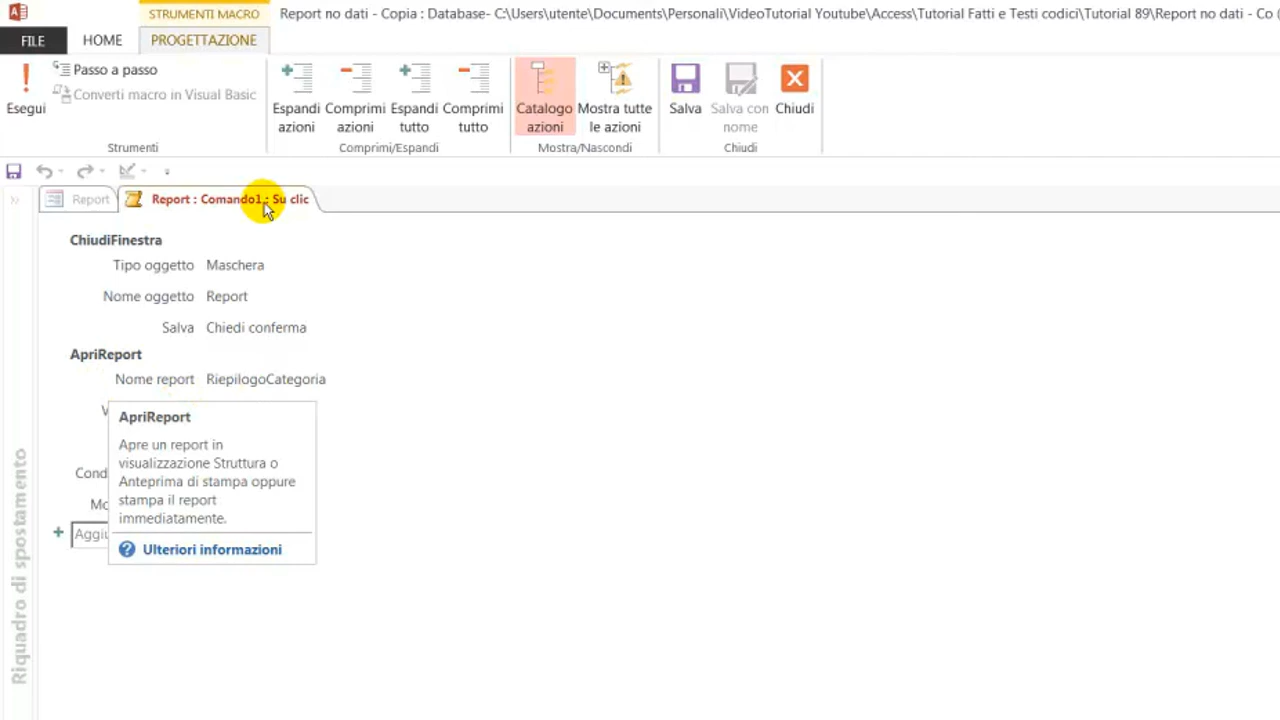 STRUMENTI MACRO
Report no dati - Copia : Database- C:\Users\utente\Documents\Personali\VideoTutorial Youtube\Access\Tutorial Fatti e Testi codici\Tutorial 89\Report no dati - Co (
FILE HOME PROGETTAZIONE
Esegui
Passo a passo
Converti macro in Visual Basic
Strumenti
Espandi azioni
Comprimi azioni
Espandi tutto
Comprimi tutto
Comprimi/Espandi
Catalogo azioni
Mostra tutte le azioni
Mostra/Nascondi
Salva
Salva con nome
Chiudi
Chiudi
Report
Report : Comando1 : Su clic
ChiudiFinestra
Tipo oggetto Maschera
Nome oggetto Report
Salva Chiedi conferma
ApriReport
Nome report RiepilogoCategoria
V
Cond
Mo
Aggiu
ApriReport
Apre un report in
visualizzazione Struttura o
Anteprima di stampa oppure
stampa il report
immediatamente.
Ulteriori informazioni
Riquadro di spostamento